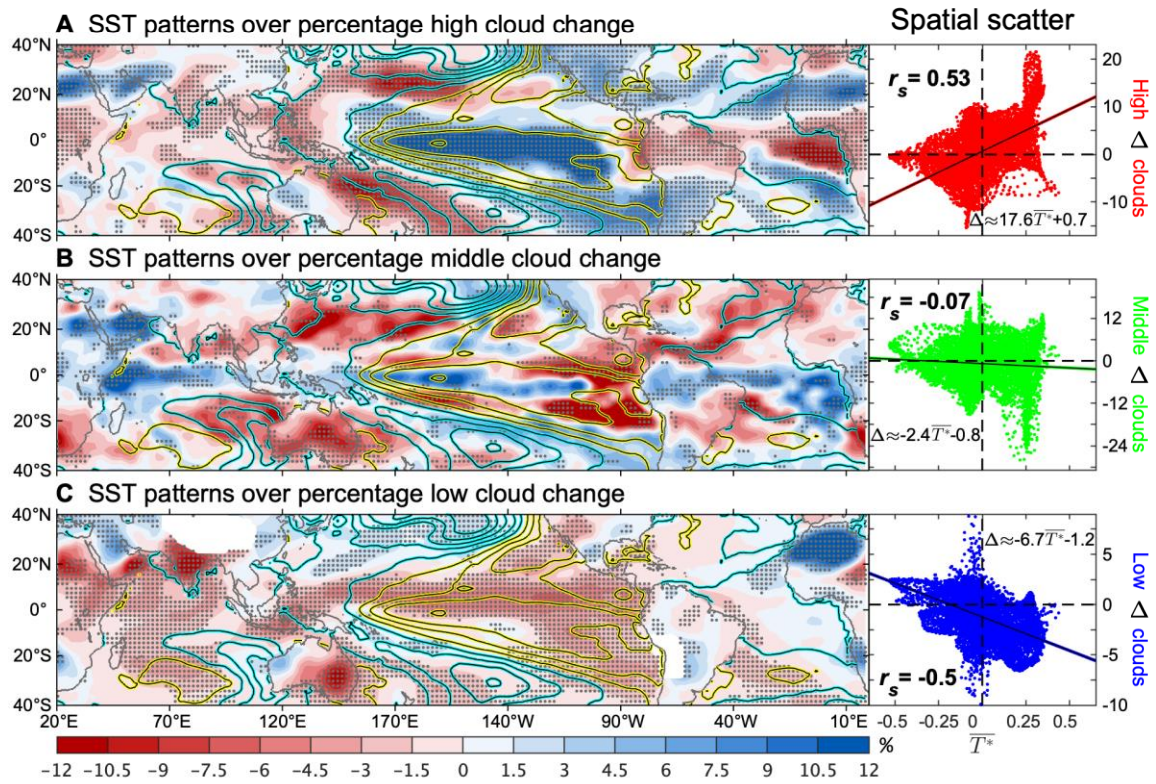 A SST patterns over percentage high cloud change
Spatial scatter
40°N
20°N
0°
20°S
40°S
r_s = 0.53
Δ≈17.6T̅*+0.7
20
10
0
-10
High Δ clouds
B SST patterns over percentage middle cloud change
40°N
20°N
0°
20°S
40°S
r_s = -0.07
Δ≈-2.4T̅*-0.8
12
0
-12
-24
Middle Δ clouds
C SST patterns over percentage low cloud change
40°N
20°N
0°
20°S
40°S
20°E 70°E 120°E 170°E 140°W 90°W 40°W 10°E
Δ≈-6.7T̅*-1.2
r_s = -0.5
5
0
-5
-10
Low Δ clouds
-0.5 -0.25 0 0.25 0.5
T̅*
-12 -10.5 -9 -7.5 -6 -4.5 -3 -1.5 0 1.5 3 4.5 6 7.5 9 10.5 12 %